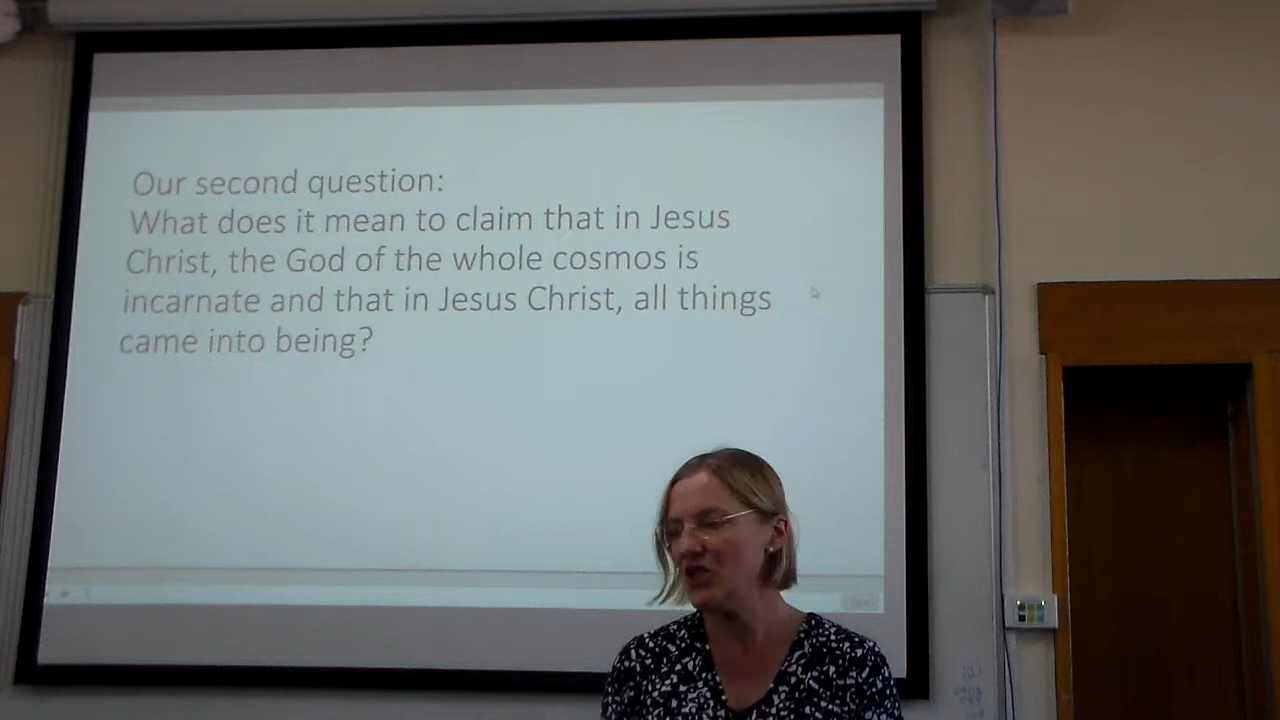 Our second question:
What does it mean to claim that in Jesus
Christ, the God of the whole cosmos is
incarnate and that in Jesus Christ, all things
came into being?